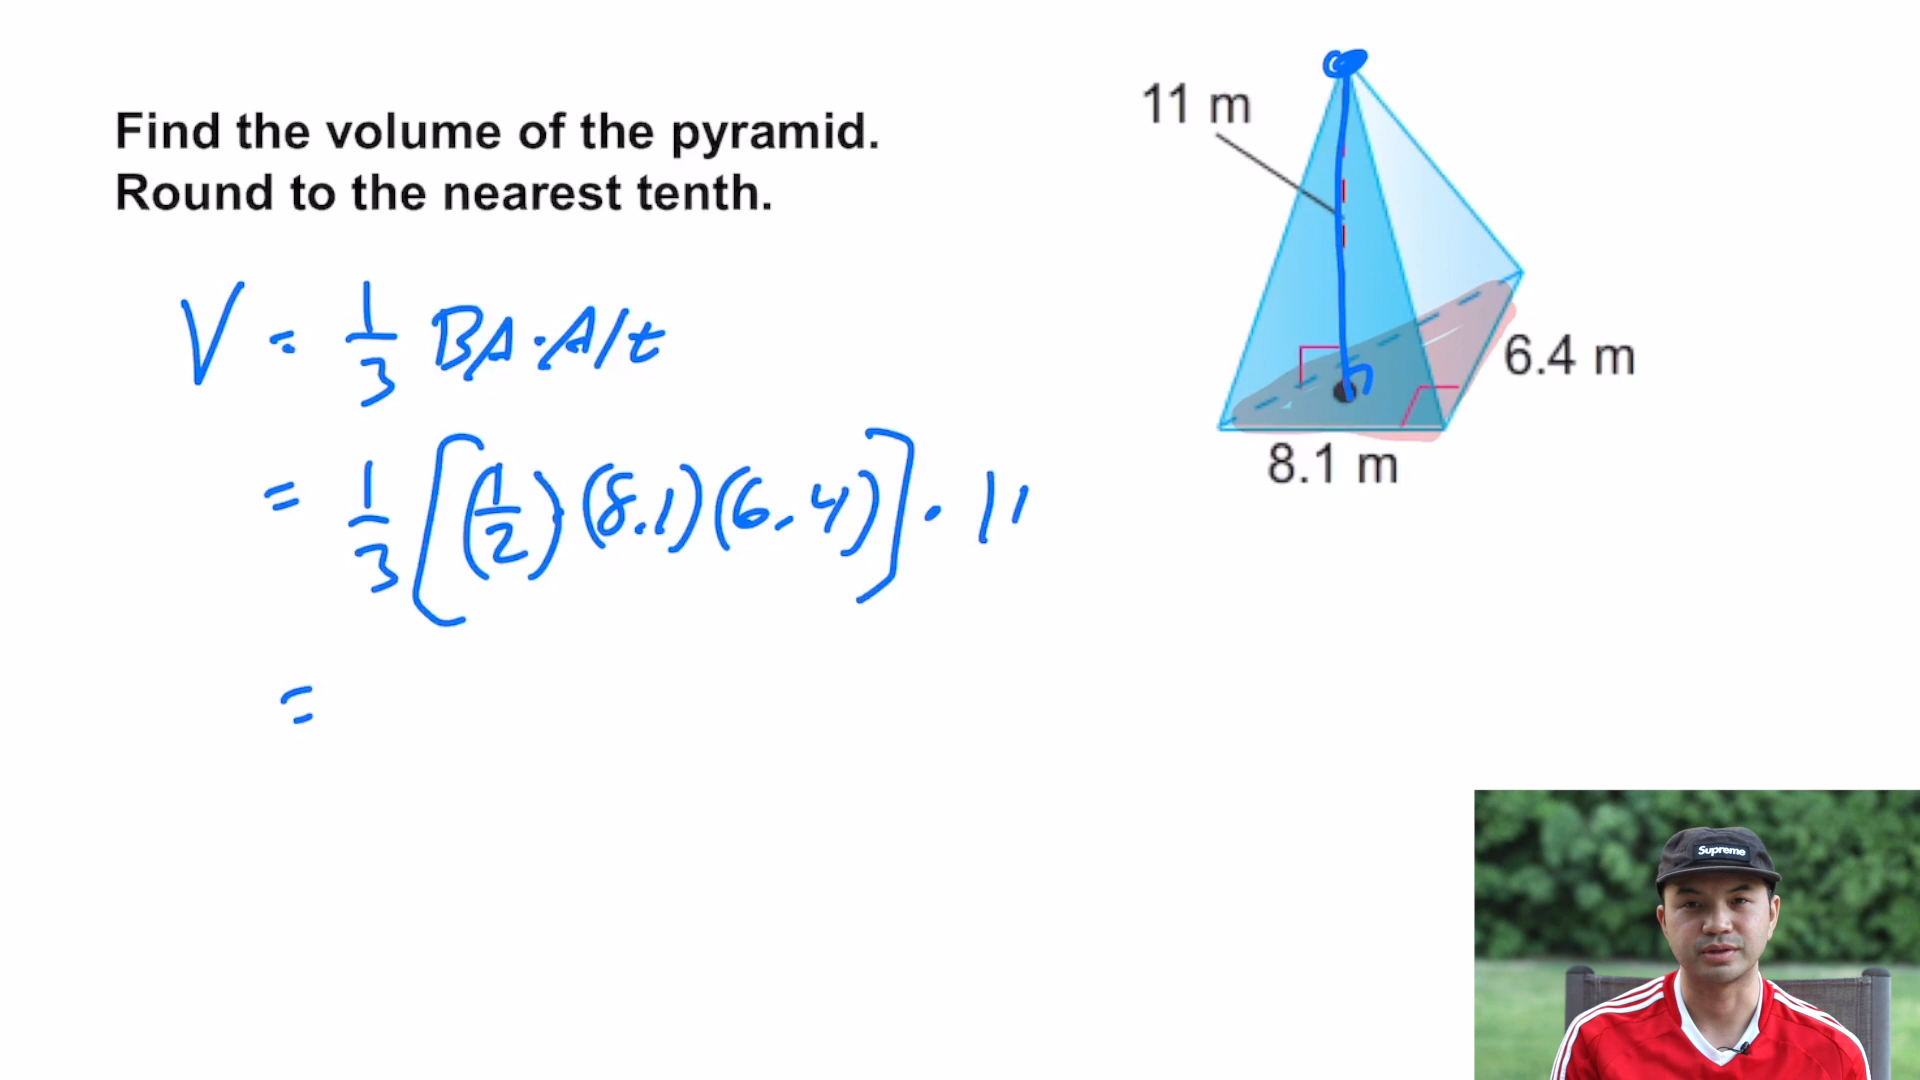 Find the volume of the pyramid.
Round to the nearest tenth.
11 m
6.4 m
8.1 m
V = 1/3 BA · Alt
= 1/3 [(1/2)·(8.1)(6.4)] · 11
=
h
Supreme